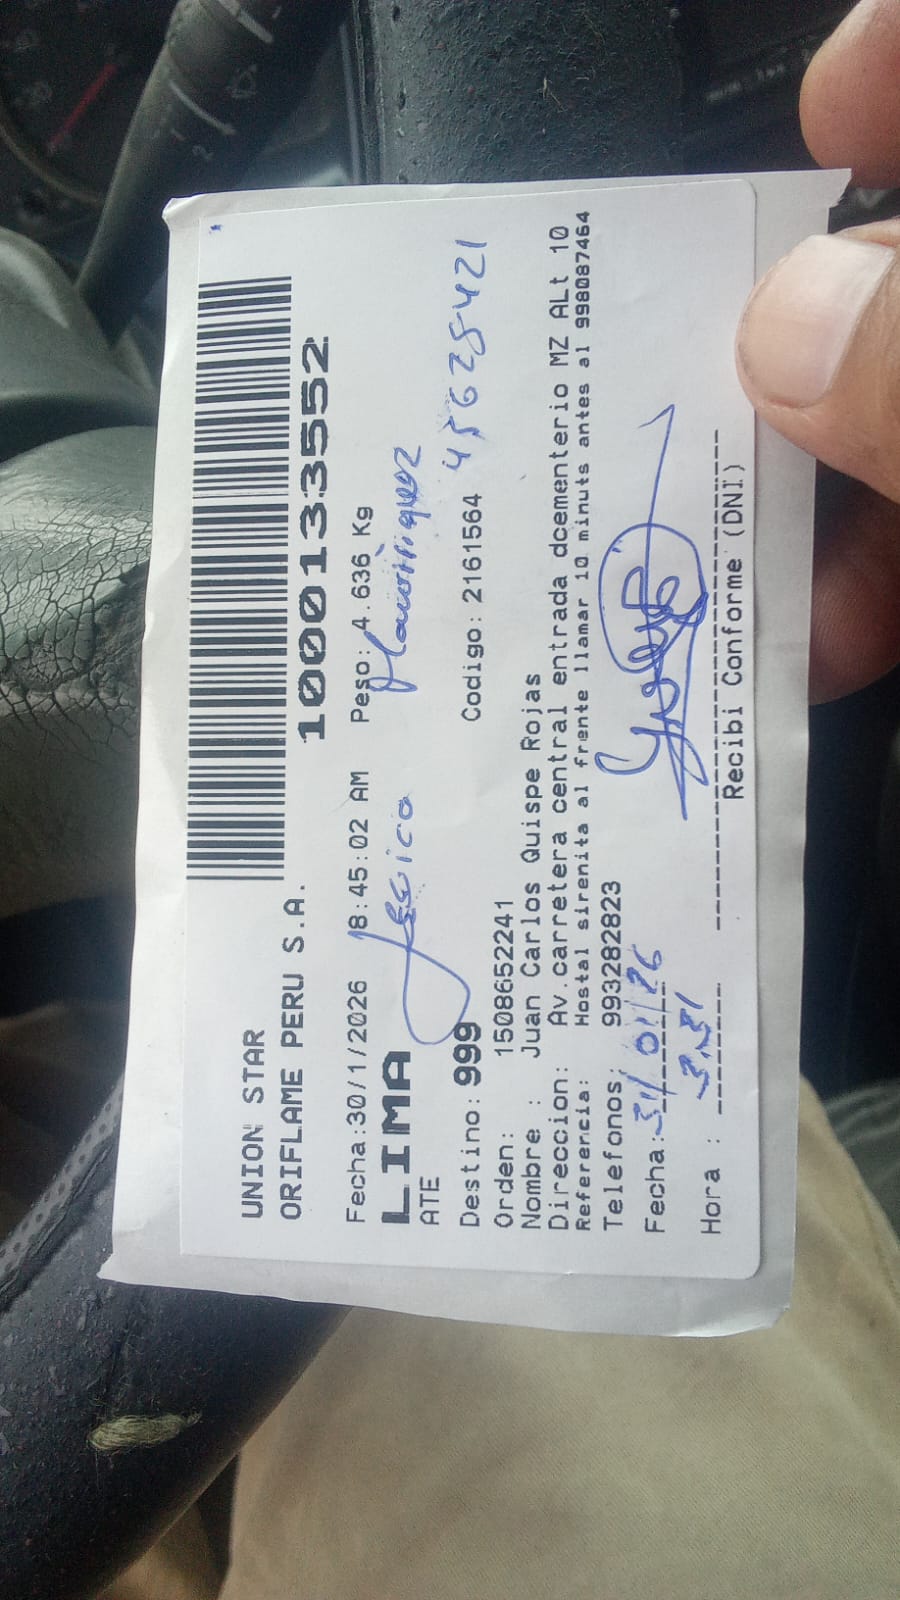 UNION STAR
ORIFLAME PERU S.A.
1000133552
Fecha:30/1/2026 8:45:02 AM Peso: 4.636 Kg
LIMA
Jesica
ATE
Destino: 999 Codigo: 2161564
Orden: 1508652241
Nombre : Juan Carlos Quispe Rojas
Direccion: Av.carretera central entrada dcementerio MZ ALt 10
Referencia: Hostal sirenita al frente llamar 10 minuts antes al 998087464
Telefonos: 993282823
Fecha: 31/01/26
Hora :
Recibi Conforme (DNI)